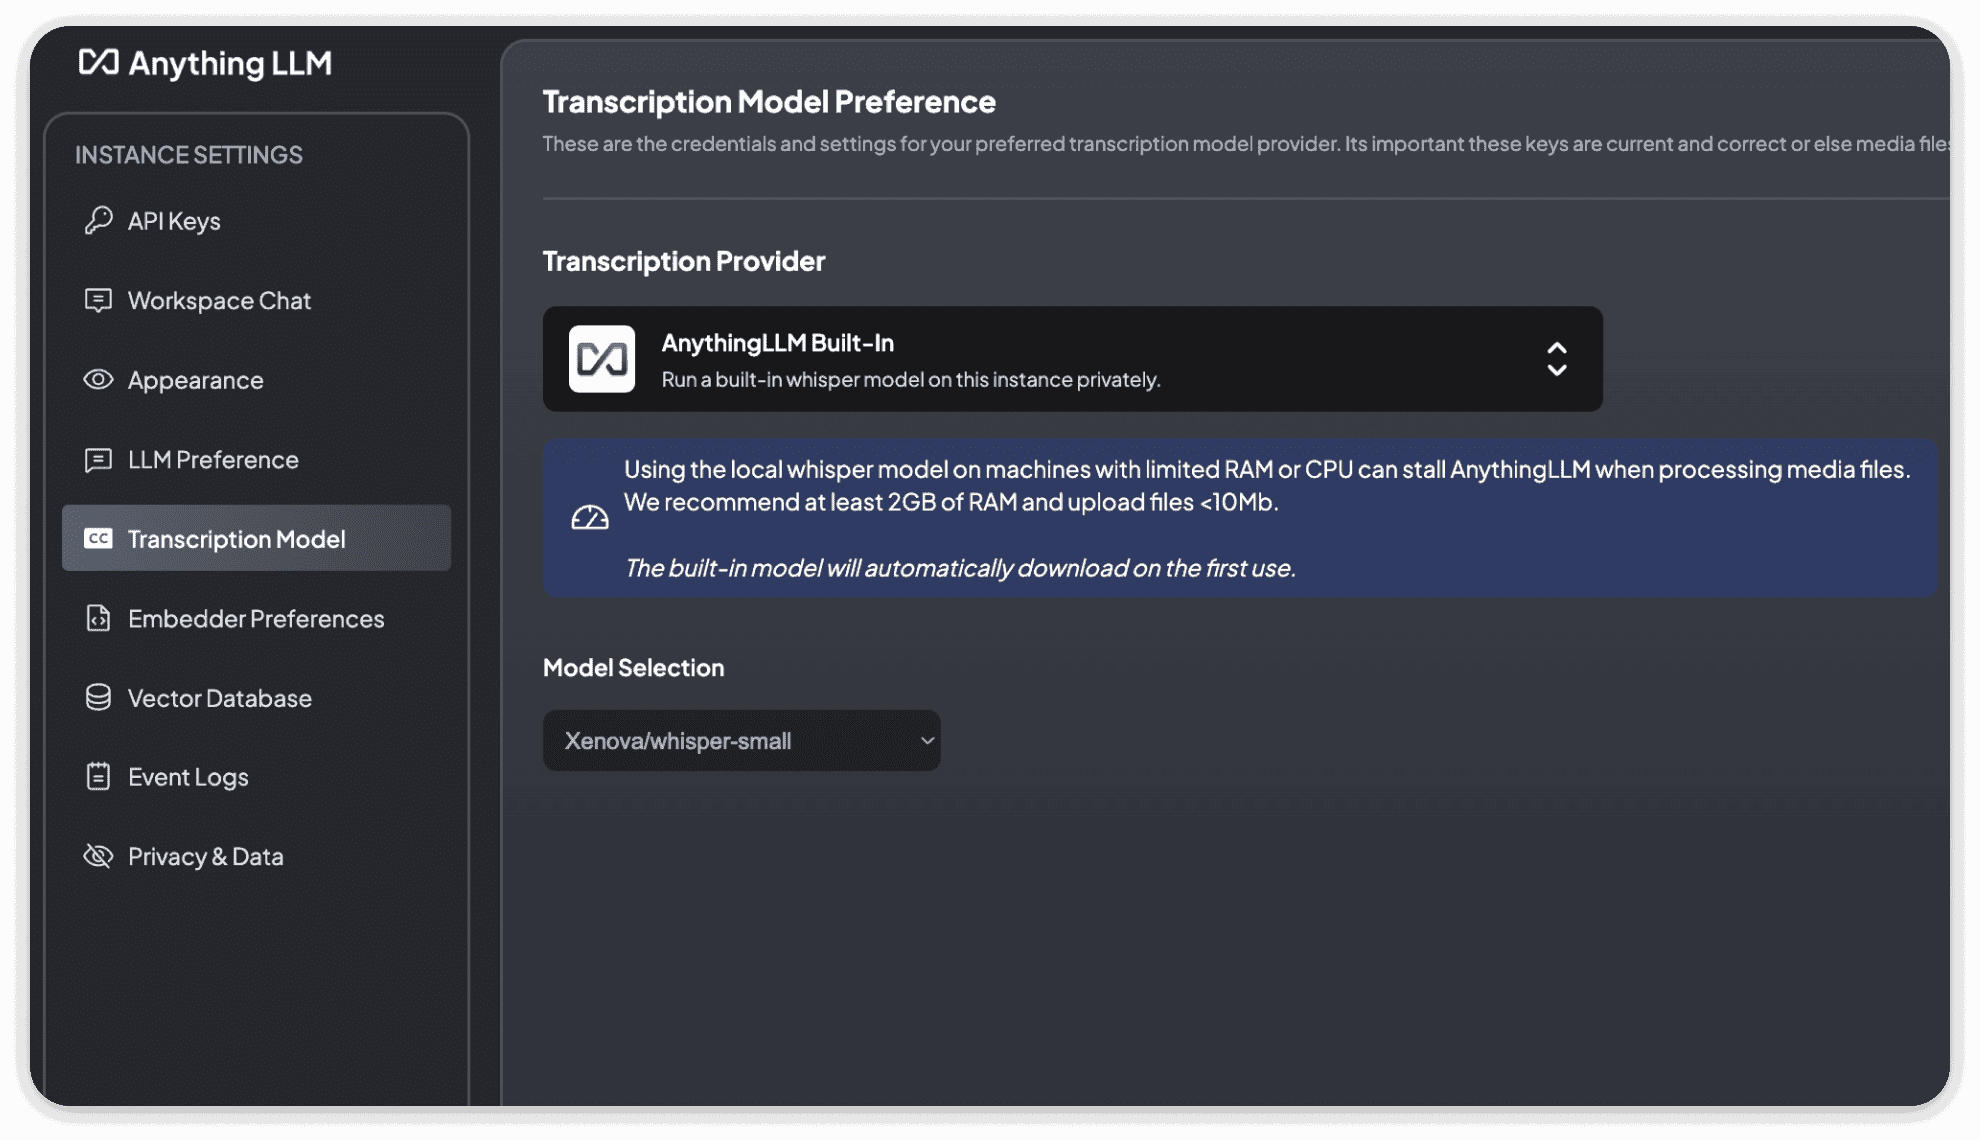 Anything LLM
INSTANCE SETTINGS
API Keys
Workspace Chat
Appearance
LLM Preference
CC Transcription Model
Embedder Preferences
Vector Database
Event Logs
Privacy & Data
Transcription Model Preference
These are the credentials and settings for your preferred transcription model provider. Its important these keys are current and correct or else media files
Transcription Provider
AnythingLLM Built-In
Run a built-in whisper model on this instance privately.
Using the local whisper model on machines with limited RAM or CPU can stall AnythingLLM when processing media files.
We recommend at least 2GB of RAM and upload files <10Mb.
The built-in model will automatically download on the first use.
Model Selection
Xenova/whisper-small